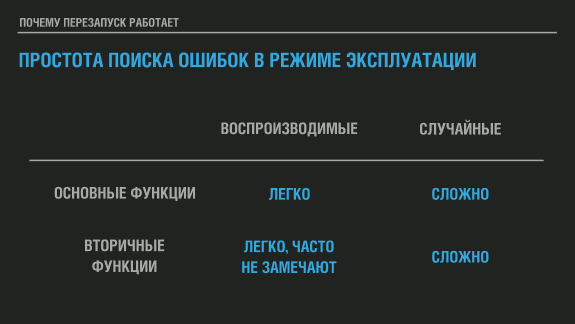 ПОЧЕМУ ПЕРЕЗАПУСК РАБОТАЕТ
ПРОСТОТА ПОИСКА ОШИБОК В РЕЖИМЕ ЭКСПЛУАТАЦИИ
ВОСПРОИЗВОДИМЫЕ СЛУЧАЙНЫЕ
ОСНОВНЫЕ ФУНКЦИИ ЛЕГКО СЛОЖНО
ВТОРИЧНЫЕ ЛЕГКО, ЧАСТО
ФУНКЦИИ НЕ ЗАМЕЧАЮТ СЛОЖНО